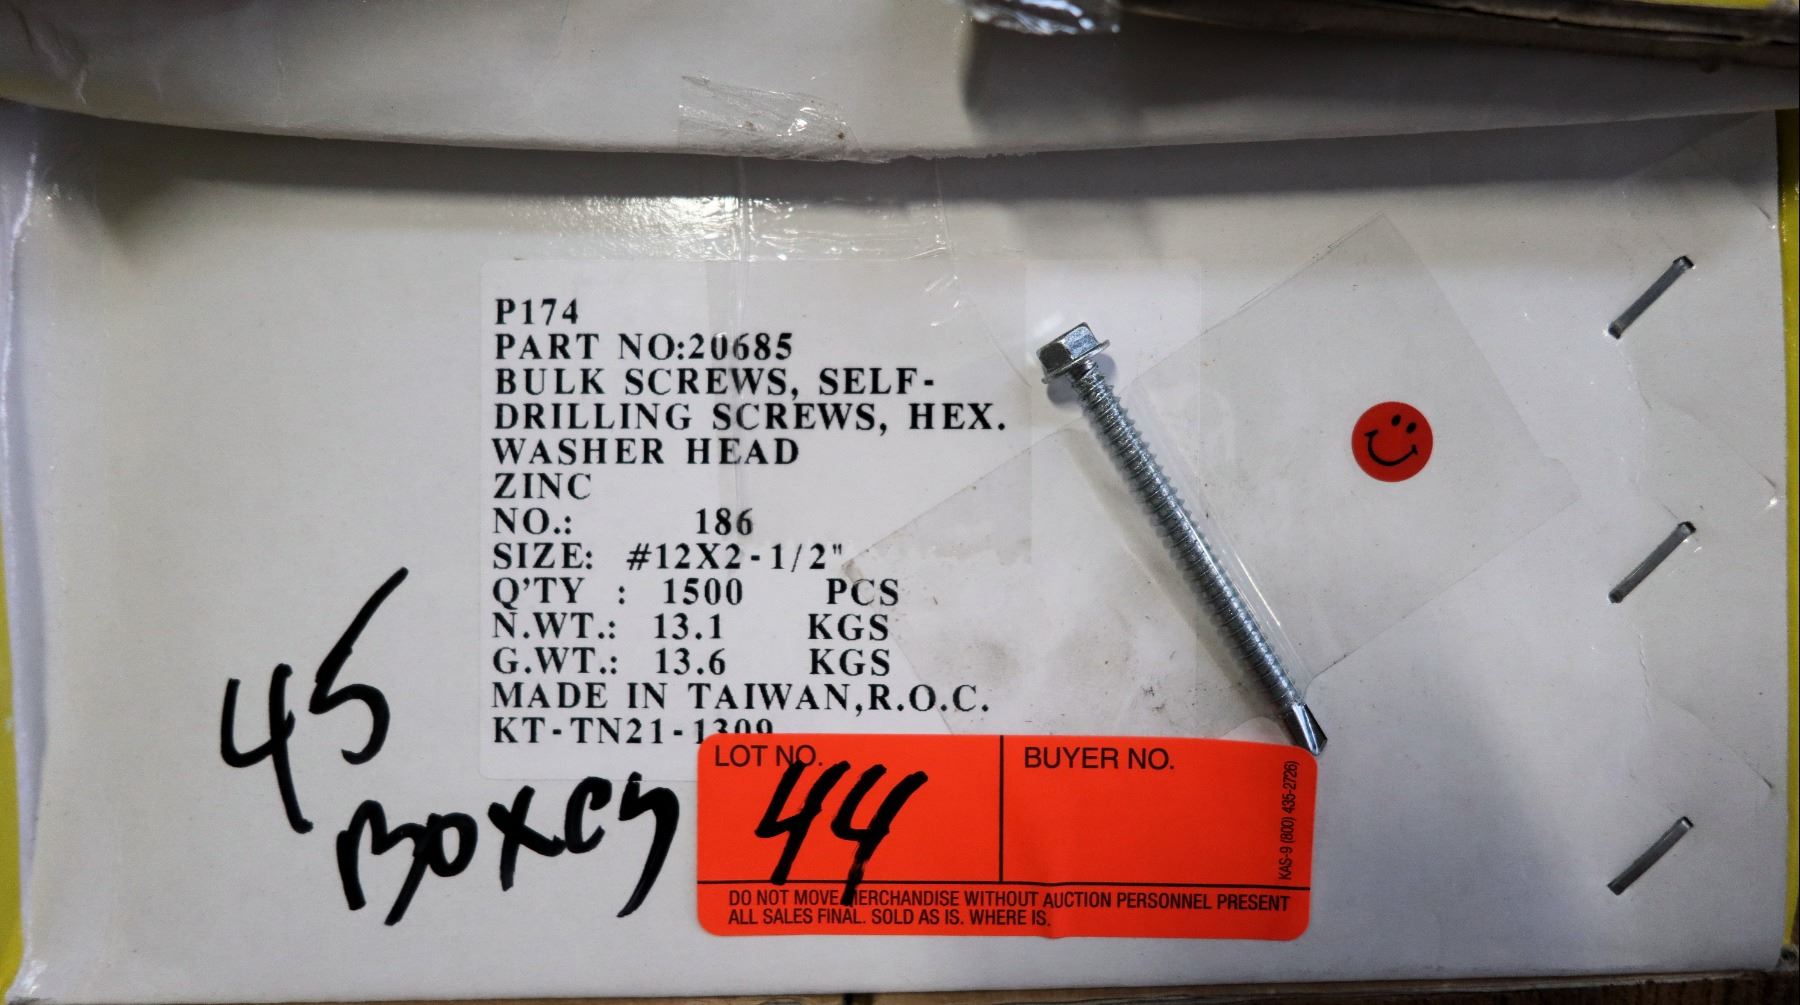 P174
PART NO:20685
BULK SCREWS, SELF-
DRILLING SCREWS, HEX.
WASHER HEAD
ZINC
NO.: 186
SIZE: #12X2-1/2"
Q'TY : 1500 PCS
N.WT.: 13.1 KGS
G.WT.: 13.6 KGS
MADE IN TAIWAN,R.O.C.
KT-TN21-1309
45
BOXES
LOT NO.
44
BUYER NO.
KAS-9 (800) 435-2726)
DO NOT MOVE MERCHANDISE WITHOUT AUCTION PERSONNEL PRESENT
ALL SALES FINAL. SOLD AS IS. WHERE IS.